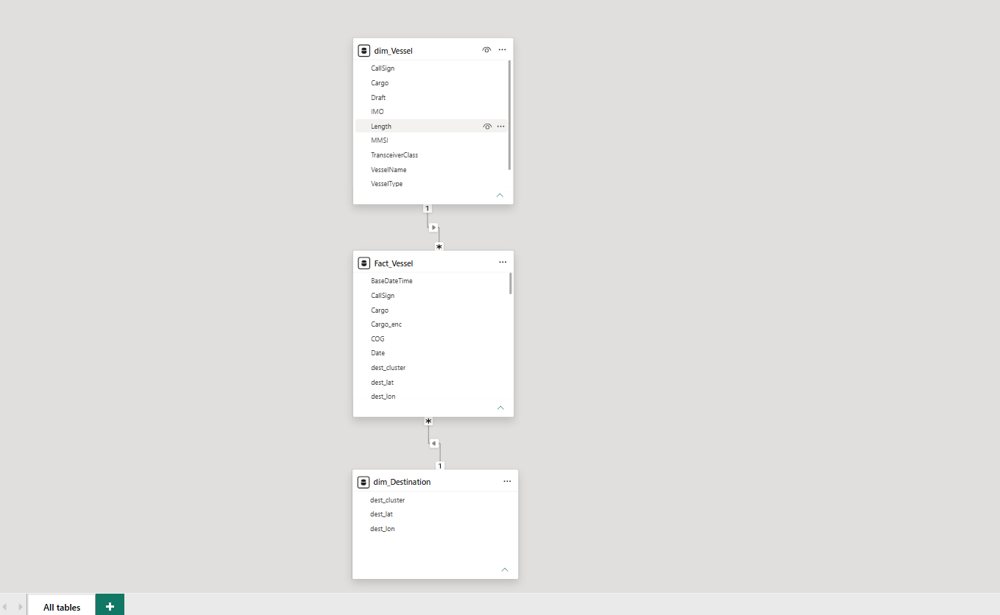 dim_Vessel
CallSign
Cargo
Draft
IMO
Length
MMSI
TransceiverClass
VesselName
VesselType
1
*
Fact_Vessel
BaseDateTime
CallSign
Cargo
Cargo_enc
COG
Date
dest_cluster
dest_lat
dest_lon
*
1
dim_Destination
dest_cluster
dest_lat
dest_lon
All tables